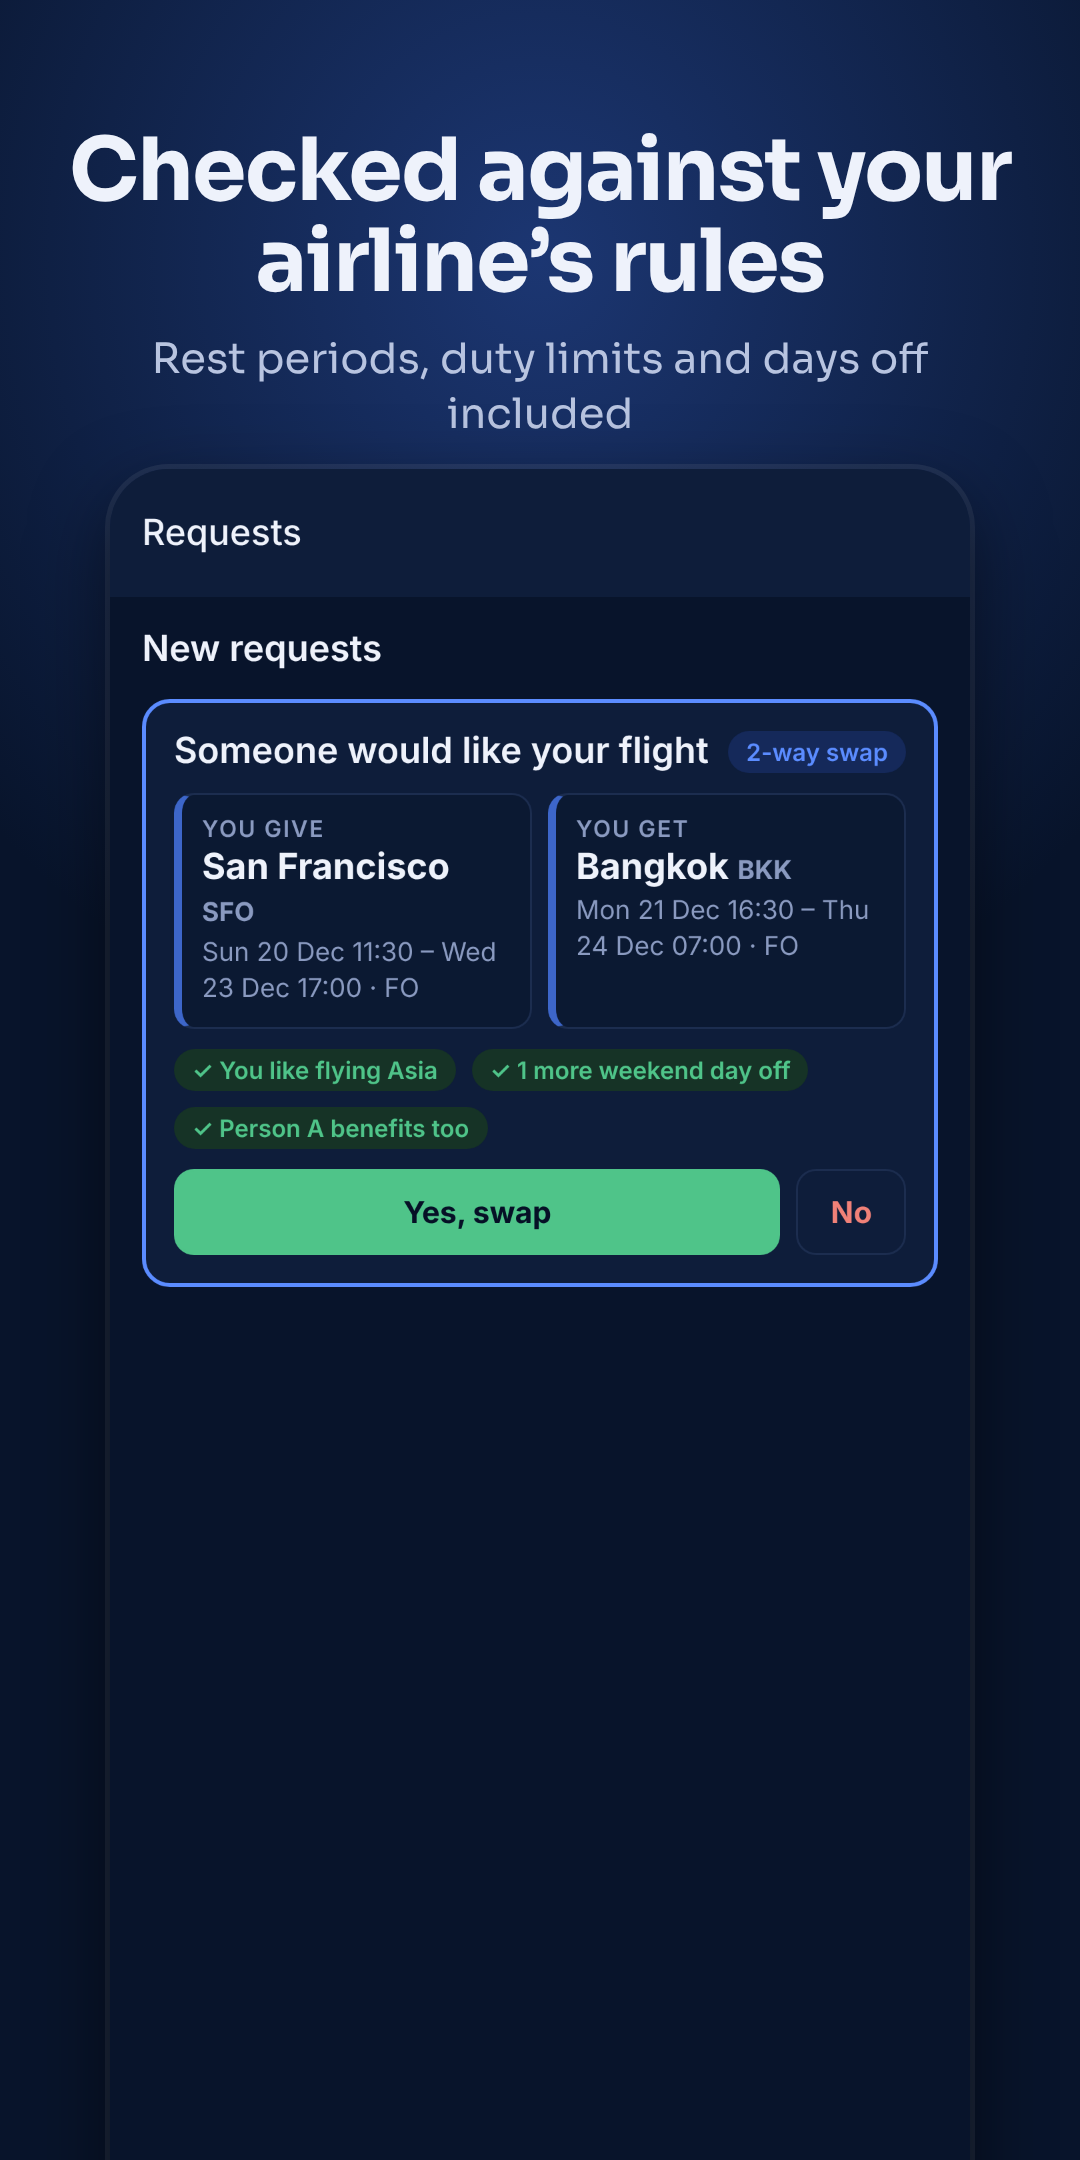 Checked against your
airline’s rules
Rest periods, duty limits and days off
included
Requests
New requests
Someone would like your flight
2-way swap
YOU GIVE
San Francisco
SFO
Sun 20 Dec 11:30 – Wed
23 Dec 17:00 · FO
YOU GET
Bangkok BKK
Mon 21 Dec 16:30 – Thu
24 Dec 07:00 · FO
✓ You like flying Asia
✓ 1 more weekend day off
✓ Person A benefits too
Yes, swap
No